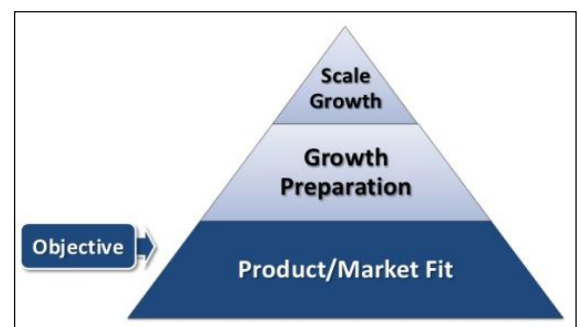 Scale
Growth
Growth
Preparation
Objective
Product/Market Fit